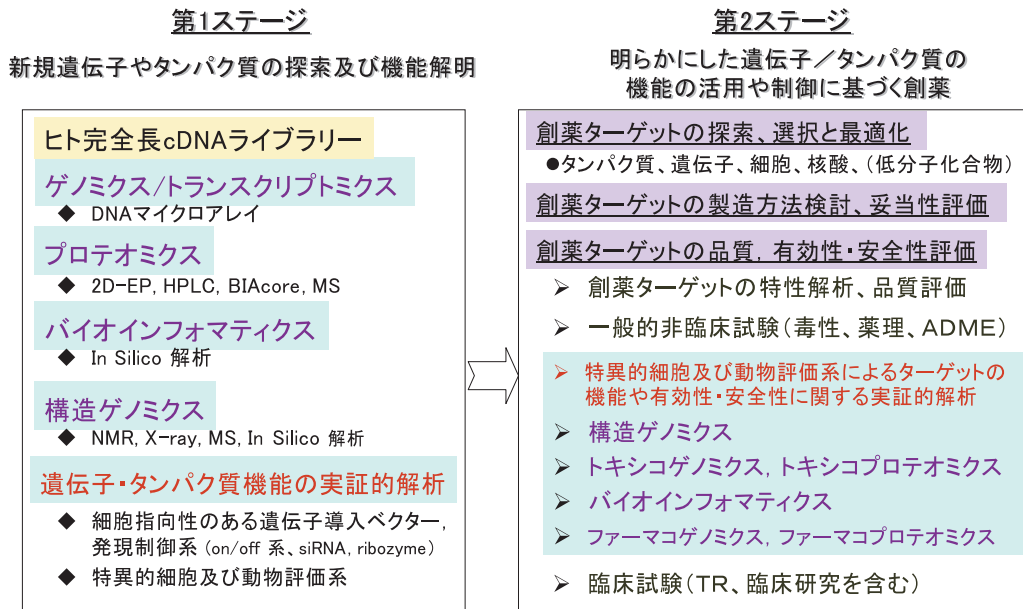 第1ステージ
新規遺伝子やタンパク質の探索及び機能解明
ヒト完全長cDNAライブラリー
ゲノミクス/トランスクリプトミクス
◆ DNAマイクロアレイ
プロテオミクス
◆ 2D-EP, HPLC, BIAcore, MS
バイオインフォマティクス
◆ In Silico 解析
構造ゲノミクス
◆ NMR, X-ray, MS, In Silico 解析
遺伝子・タンパク質機能の実証的解析
◆ 細胞指向性のある遺伝子導入ベクター,
発現制御系 (on/off 系、siRNA, ribozyme)
◆ 特異的細胞及び動物評価系
第2ステージ
明らかにした遺伝子／タンパク質の
機能の活用や制御に基づく創薬
創薬ターゲットの探索、選択と最適化
●タンパク質、遺伝子、細胞、核酸、（低分子化合物）
創薬ターゲットの製造方法検討、妥当性評価
創薬ターゲットの品質, 有効性・安全性評価
➢ 創薬ターゲットの特性解析、品質評価
➢ 一般的非臨床試験（毒性、薬理、ADME）
➢ 特異的細胞及び動物評価系によるターゲットの
機能や有効性・安全性に関する実証的解析
➢ 構造ゲノミクス
➢ トキシコゲノミクス, トキシコプロテオミクス
➢ バイオインフォマティクス
➢ ファーマコゲノミクス, ファーマコプロテオミクス
➢ 臨床試験（TR、臨床研究を含む）